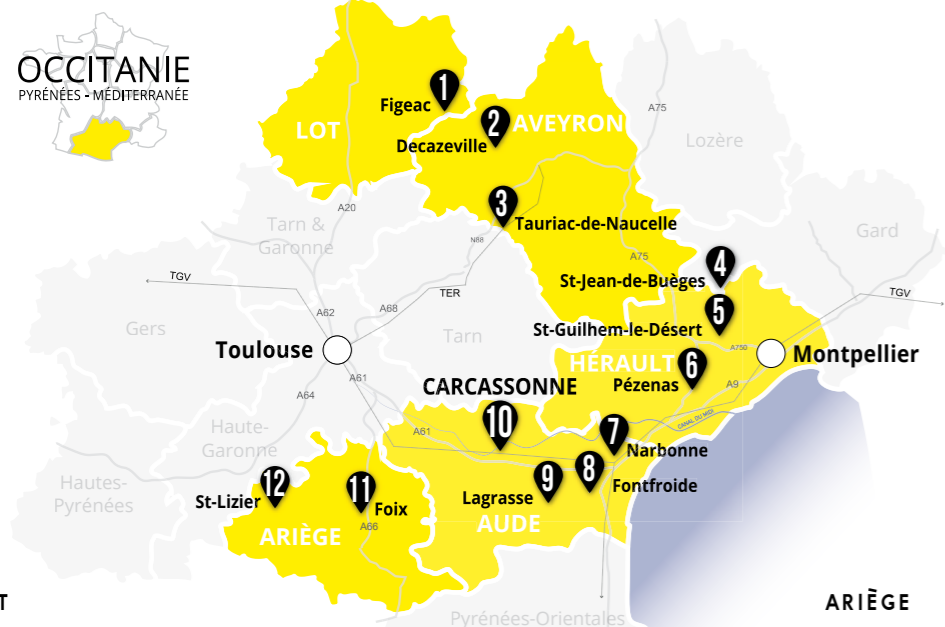 OCCITANIE
PYRÉNÉES - MÉDITERRANÉE
1
Figeac
LOT
2
AVEYRON
Decazeville
A75
Lozère
3
Tauriac-de-Naucelle
A20
Tarn &
Garonne
N88
Gard
A75
4
St-Jean-de-Buèges
TGV
TER
TGV
A62
A68
5
St-Guilhem-le-Désert
Gers
Tarn
Toulouse
A750
Montpellier
HÉRAULT
6
Pézenas
A61
A64
CARCASSONNE
A9
10
CANAL DU MIDI
A61
7
Narbonne
Haute-
Garonne
8
Fontfroide
9
Lagrasse
AUDE
Hautes-
Pyrénées
12
St-Lizier
11
Foix
A66
ARIÈGE
Pyrénées-Orientales
T
ARIÈGE